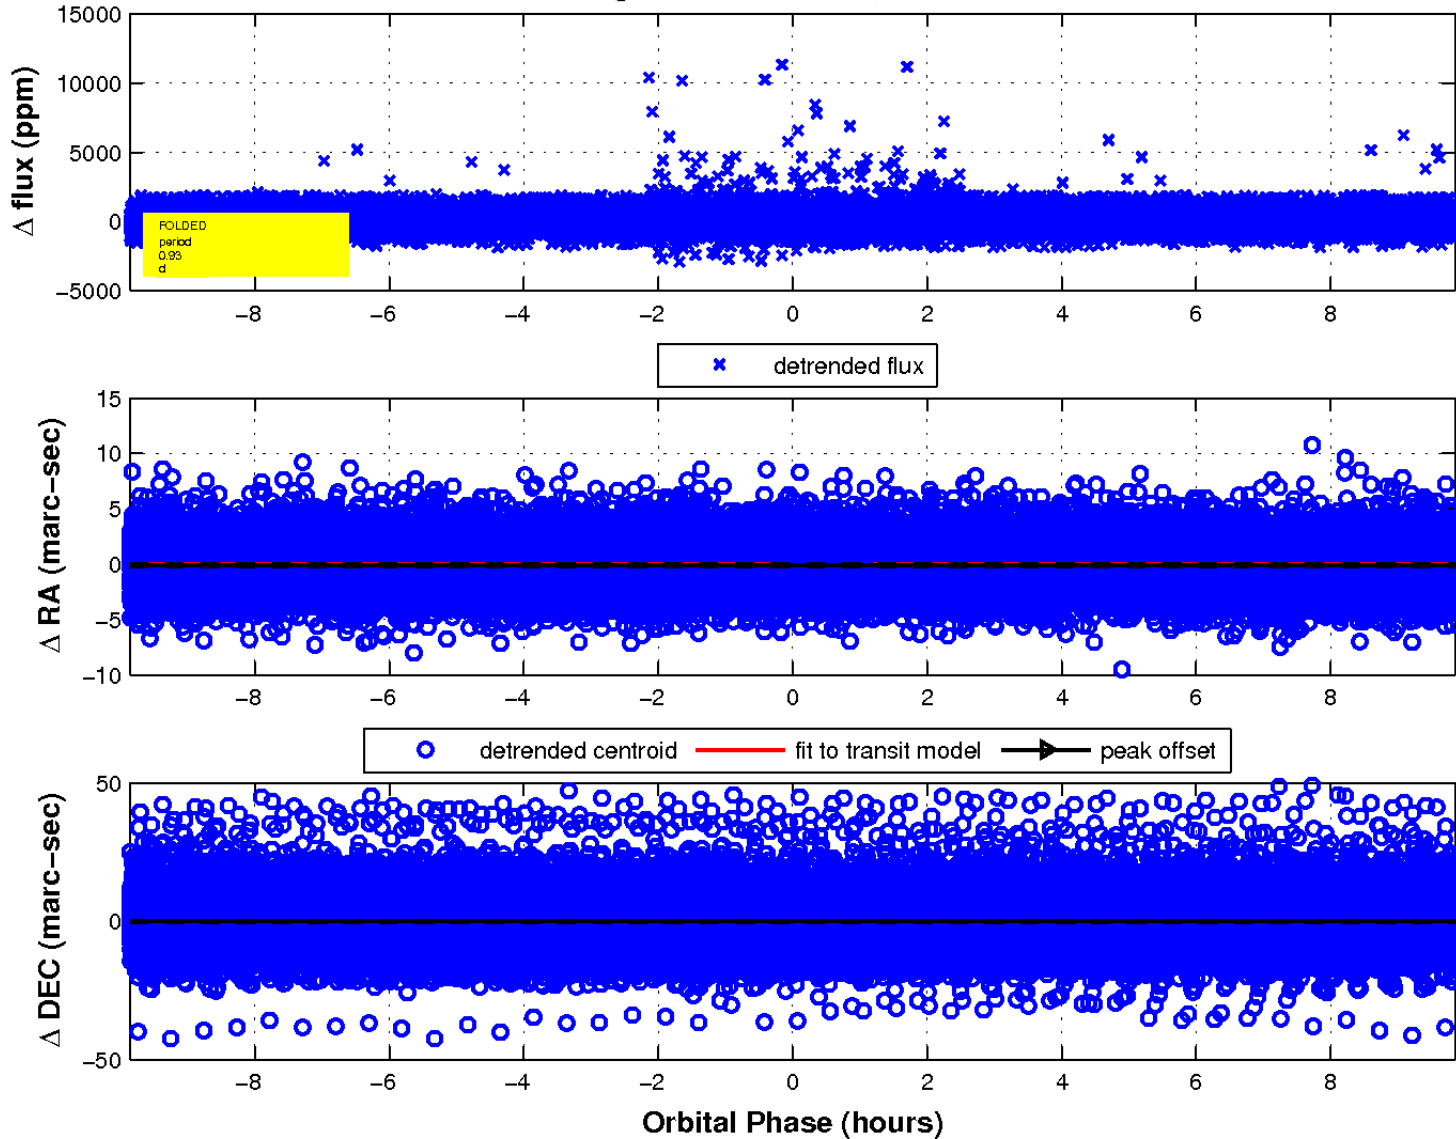 15000
10000
5000
0
−5000
Δ flux (ppm)
FOLDED
period
0.93
d
−8 −6 −4 −2 0 2 4 6 8
detrended flux
15
10
5
0
−5
−10
Δ RA (marc−sec)
−8 −6 −4 −2 0 2 4 6 8
detrended centroid fit to transit model peak offset
50
0
−50
Δ DEC (marc−sec)
−8 −6 −4 −2 0 2 4 6 8
Orbital Phase (hours)